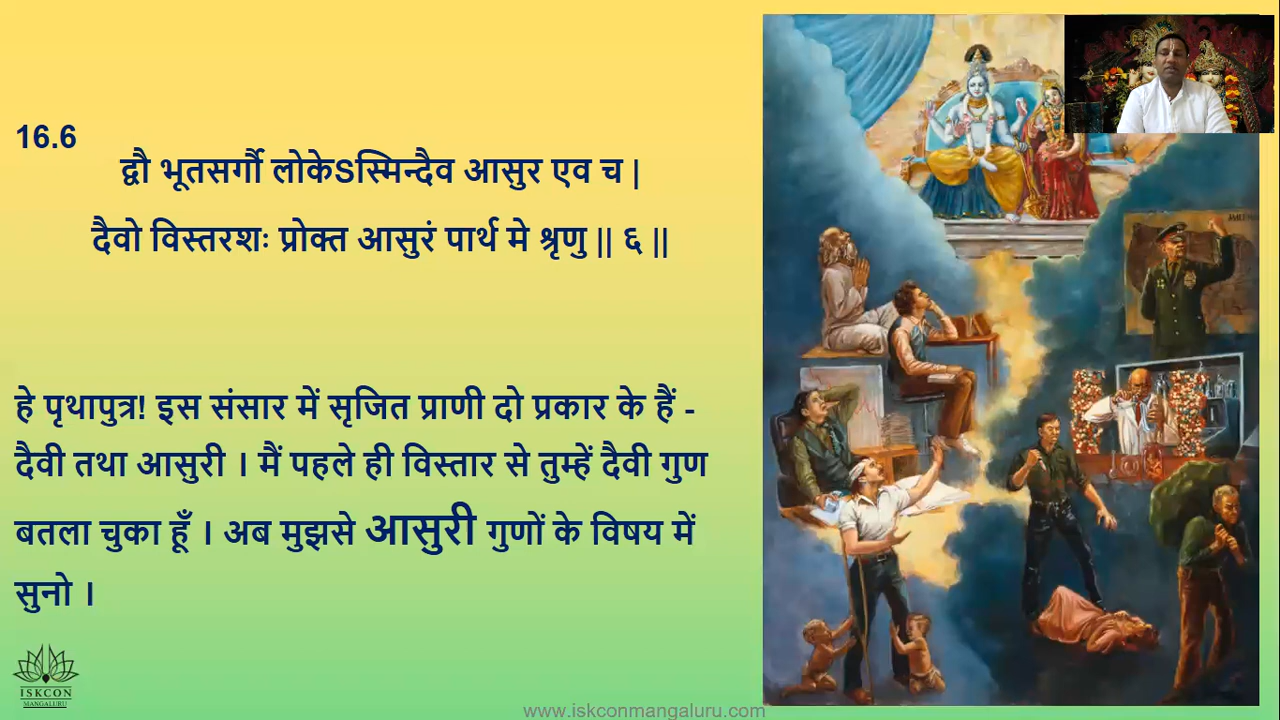 16.6
द्वौ भूतसर्गौ लोकेSस्मिन्दैव आसुर एव च |
दैवो विस्तरशः प्रोक्त आसुरं पार्थ मे श्रृणु || ६ ||
हे पृथापुत्र! इस संसार में सृजित प्राणी दो प्रकार के हैं -
दैवी तथा आसुरी । मैं पहले ही विस्तार से तुम्हें दैवी गुण
बतला चुका हूँ । अब मुझसे आसुरी गुणों के विषय में
सुनो ।
ISKCON
MANGALURU
www.iskconmangaluru.com